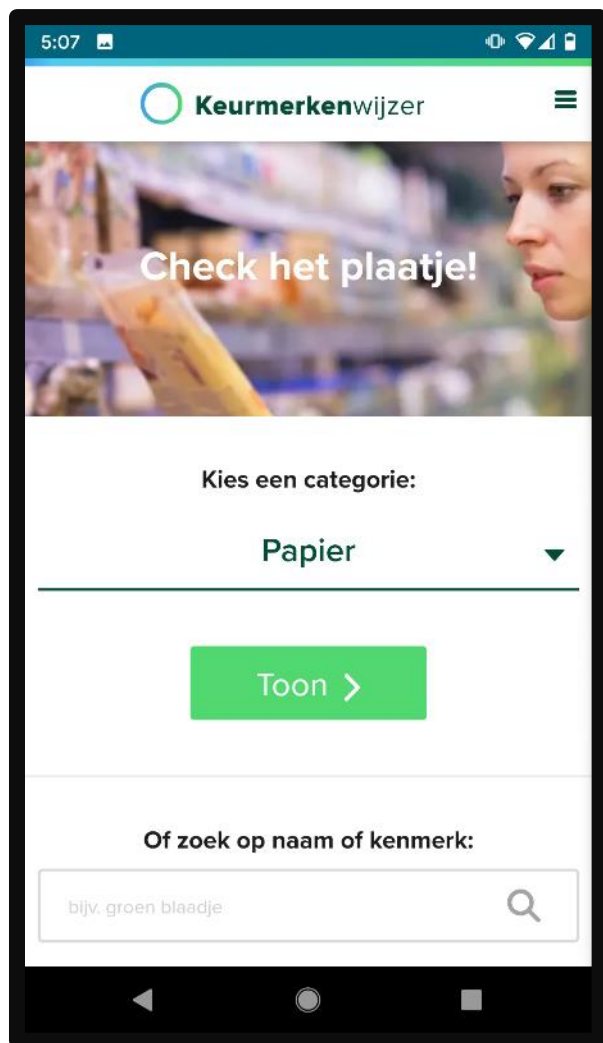 5:07
Keurmerkenwijzer
Check het plaatje!
Kies een categorie:
Papier
Toon
Of zoek op naam of kenmerk:
bijv. groen blaadje